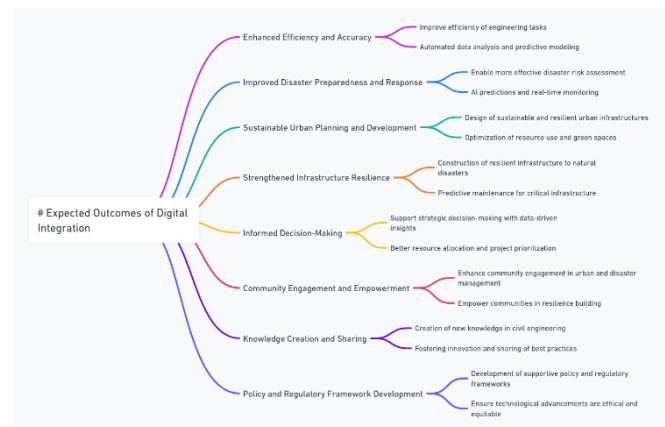 # Expected Outcomes of Digital
Integration
Enhanced Efficiency and Accuracy
Improve efficiency of engineering tasks
Automated data analysis and predictive modeling
Improved Disaster Preparedness and Response
Enable more effective disaster risk assessment
AI predictions and real-time monitoring
Sustainable Urban Planning and Development
Design of sustainable and resilient urban infrastructures
Optimization of resource use and green spaces
Strengthened Infrastructure Resilience
Construction of resilient infrastructure to natural
disasters
Predictive maintenance for critical infrastructure
Informed Decision-Making
Support strategic decision-making with data-driven
insights
Better resource allocation and project prioritization
Community Engagement and Empowerment
Enhance community engagement in urban and disaster
management
Empower communities in resilience building
Knowledge Creation and Sharing
Creation of new knowledge in civil engineering
Fostering innovation and sharing of best practices
Policy and Regulatory Framework Development
Development of supportive policy and regulatory
frameworks
Ensure technological advancements are ethical and
equitable